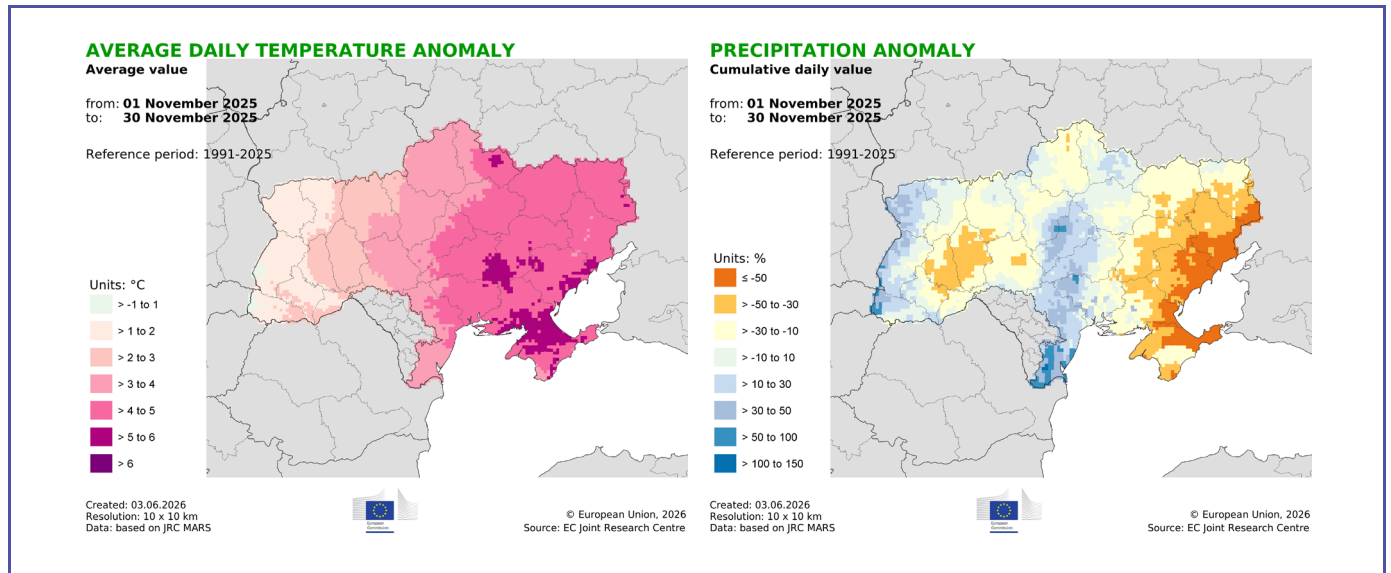 AVERAGE DAILY TEMPERATURE ANOMALY
Average value
from: 01 November 2025
to: 30 November 2025
Reference period: 1991-2025
Units: °C
> -1 to 1
> 1 to 2
> 2 to 3
> 3 to 4
> 4 to 5
> 5 to 6
> 6
Created: 03.06.2026
Resolution: 10 x 10 km
Data: based on JRC MARS
European
Commission
© European Union, 2026
Source: EC Joint Research Centre
PRECIPITATION ANOMALY
Cumulative daily value
from: 01 November 2025
to: 30 November 2025
Reference period: 1991-2025
Units: %
≤ -50
> -50 to -30
> -30 to -10
> -10 to 10
> 10 to 30
> 30 to 50
> 50 to 100
> 100 to 150
Created: 03.06.2026
Resolution: 10 x 10 km
Data: based on JRC MARS
European
Commission
© European Union, 2026
Source: EC Joint Research Centre